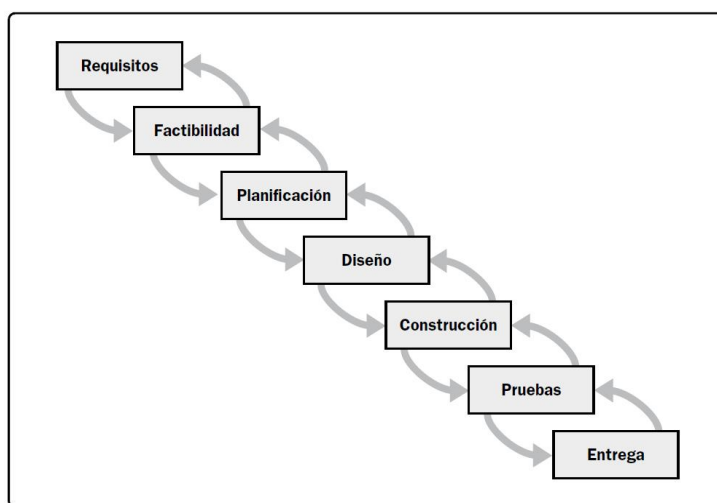 Requisitos
Factibilidad
Planificación
Diseño
Construcción
Pruebas
Entrega